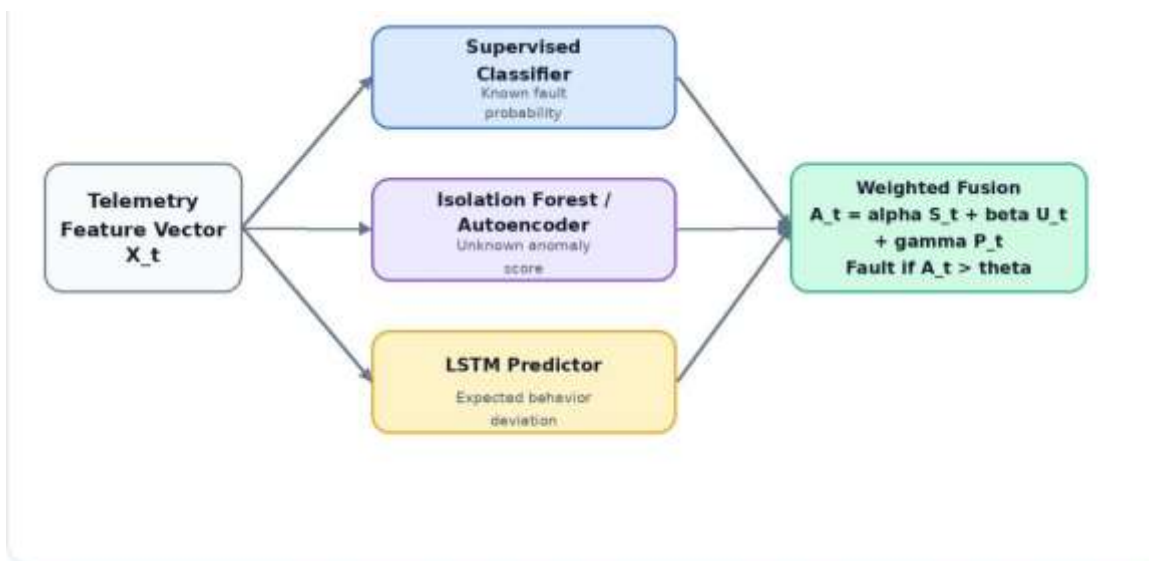 Supervised
Classifier
Known fault
probability
Telemetry
Feature Vector
X_t
Isolation Forest /
Autoencoder
Unknown anomaly
score
Weighted Fusion
A_t = alpha S_t + beta U_t
+ gamma P_t
Fault if A_t > theta
LSTM Predictor
Expected behavior
deviation